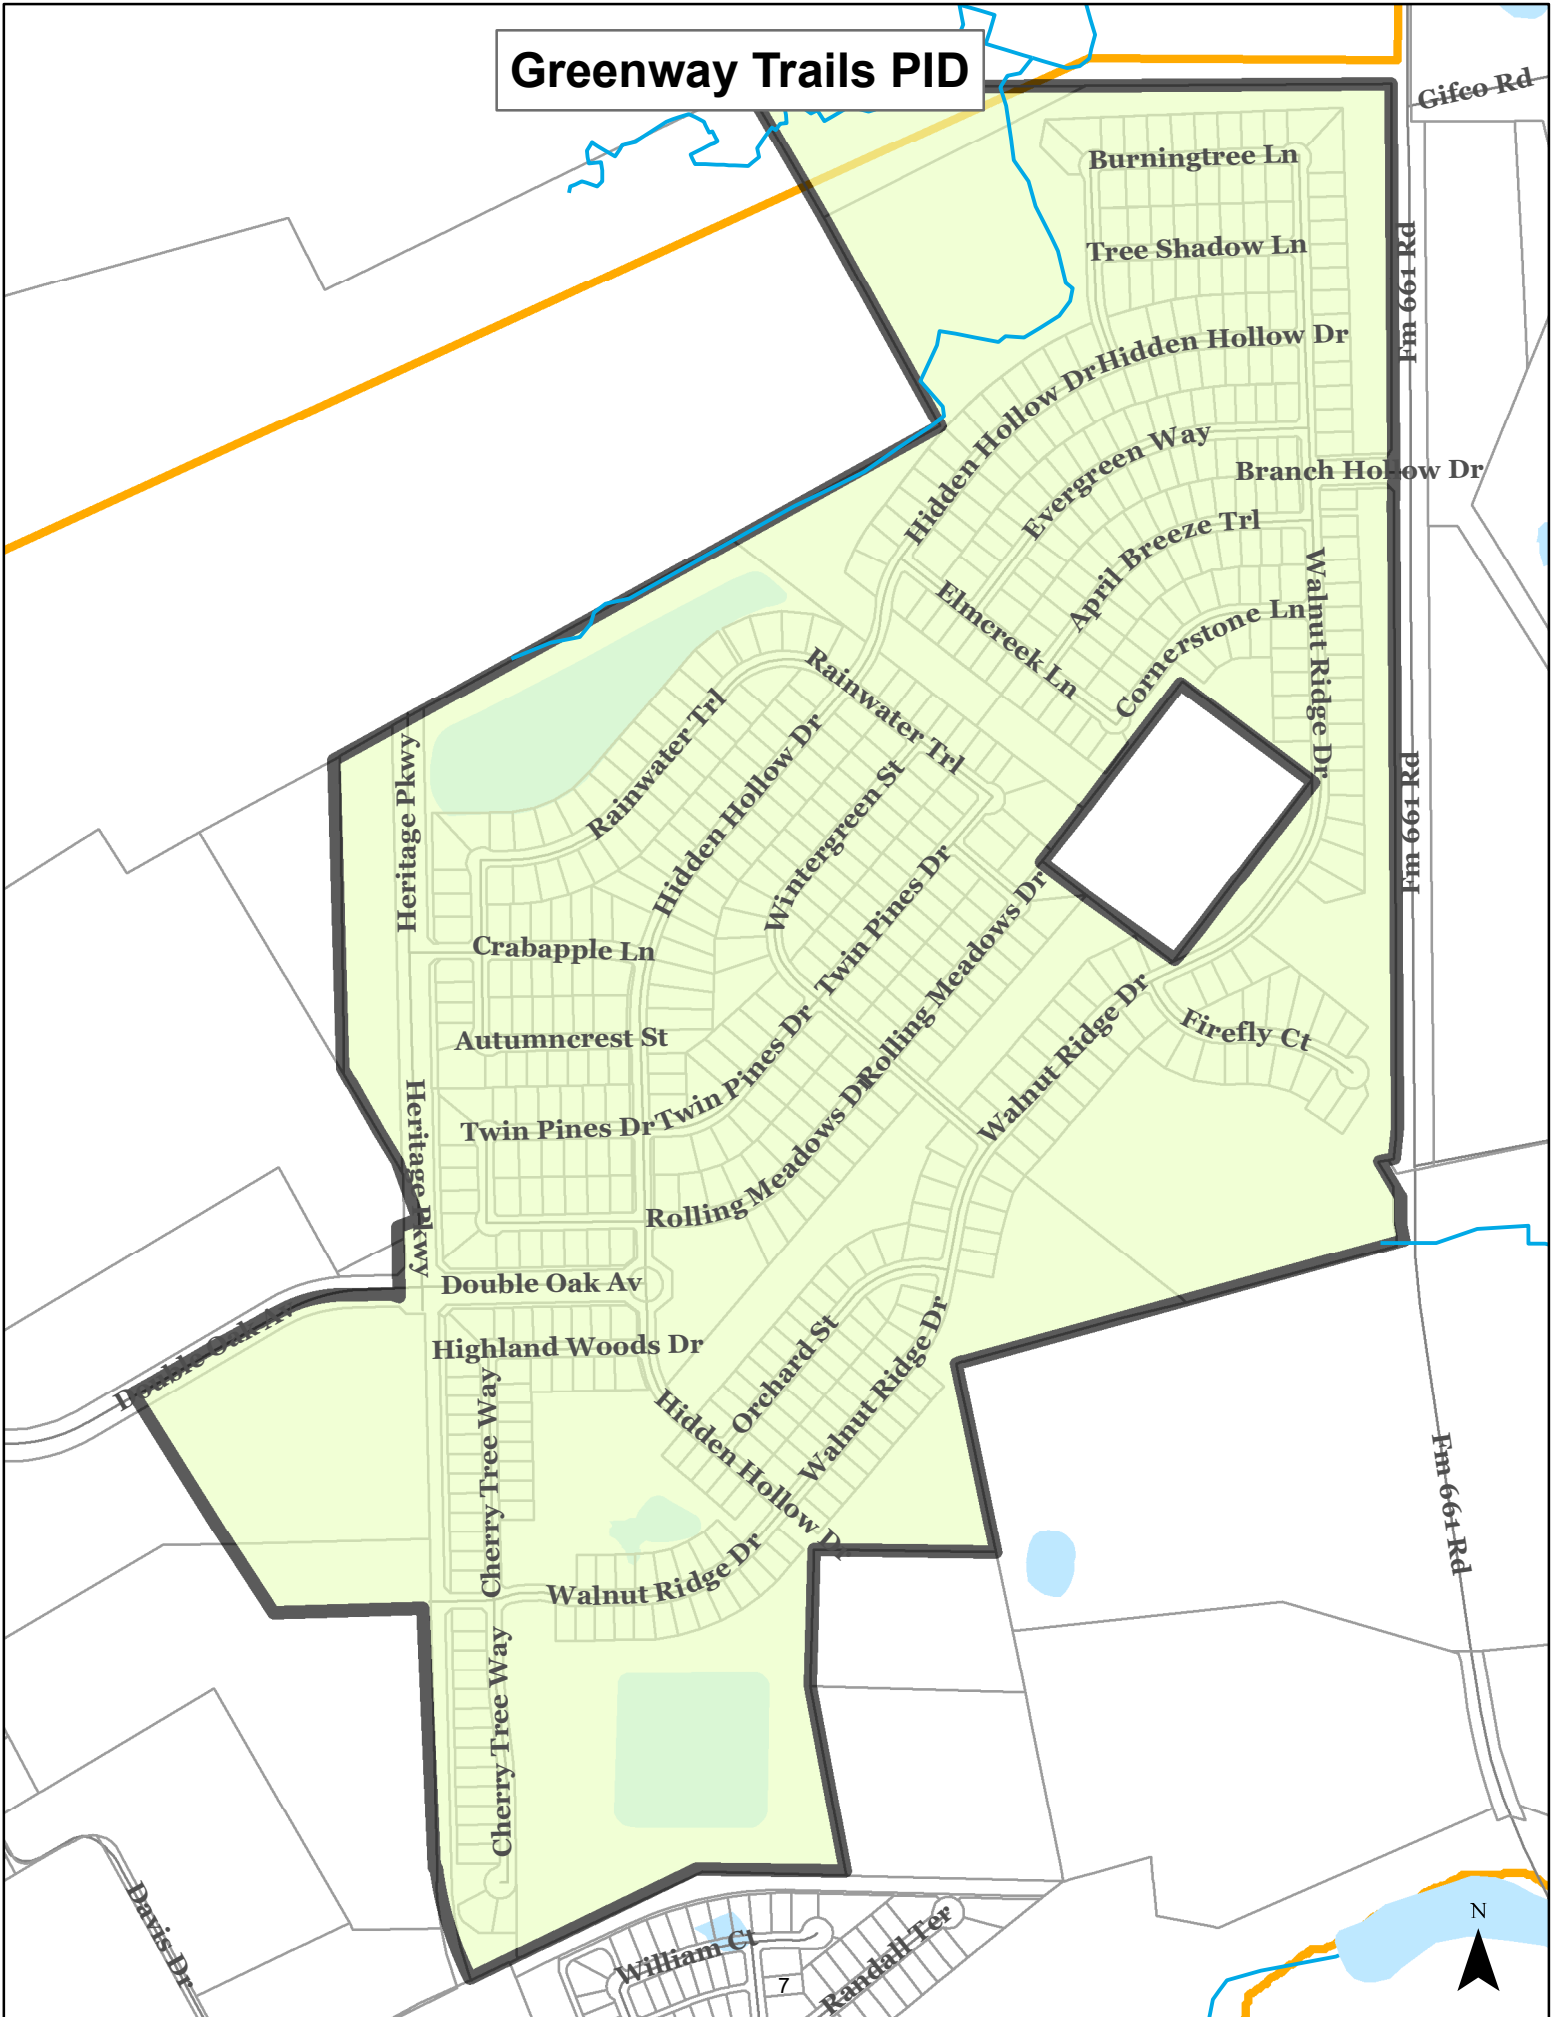 Greenway Trails PID
Gifco Rd
Burningtree Ln
Tree Shadow Ln
Fm 661 Rd
Hidden Hollow Dr
Hidden Hollow Dr
Evergreen Way
Branch Hollow Dr
April Breeze Trl
Walnut Ridge Dr
Elmcreek Ln
Cornerstone Ln
Rainwater Trl
Rainwater Trl
Hidden Hollow Dr
Heritage Pkwy
Wintergreen St
Fm 661 Rd
Twin Pines Dr
Rolling Meadows Dr
Crabapple Ln
Walnut Ridge Dr
Firefly Ct
Autumncrest St
Twin Pines Dr
Twin Pines Dr
Heritage Pkwy
Rolling Meadows Dr
Double Oak Av
Double Oak Av
Highland Woods Dr
Orchard St
Walnut Ridge Dr
Cherry Tree Way
Hidden Hollow Dr
Fm 661 Rd
Walnut Ridge Dr
Cherry Tree Way
Davis Dr
William Ct
Randall Ter
N
7